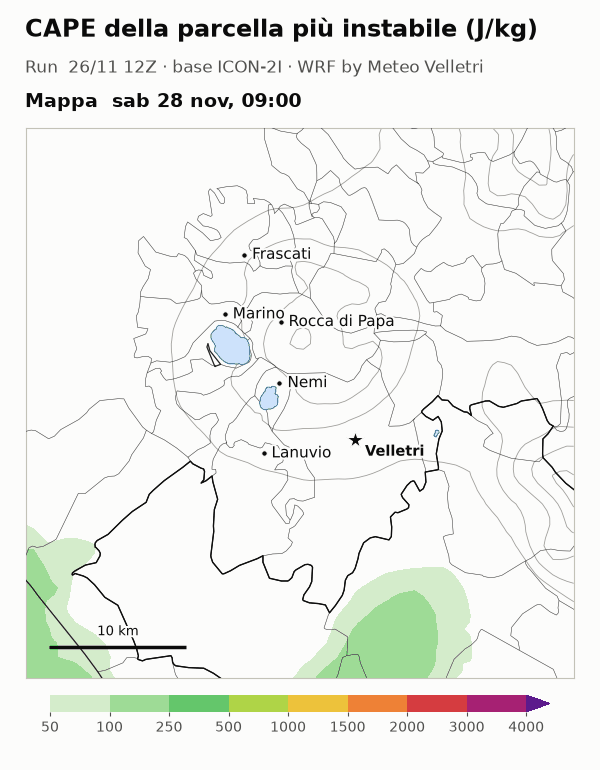 CAPE della parcella più instabile (J/kg)
Run  26/11 12Z · base ICON-2I · WRF by Meteo Velletri
Mappa  sab 28 nov, 09:00
Frascati
Marino
Rocca di Papa
Nemi
Velletri
Lanuvio
10 km
50 100 250 500 1000 1500 2000 3000 4000